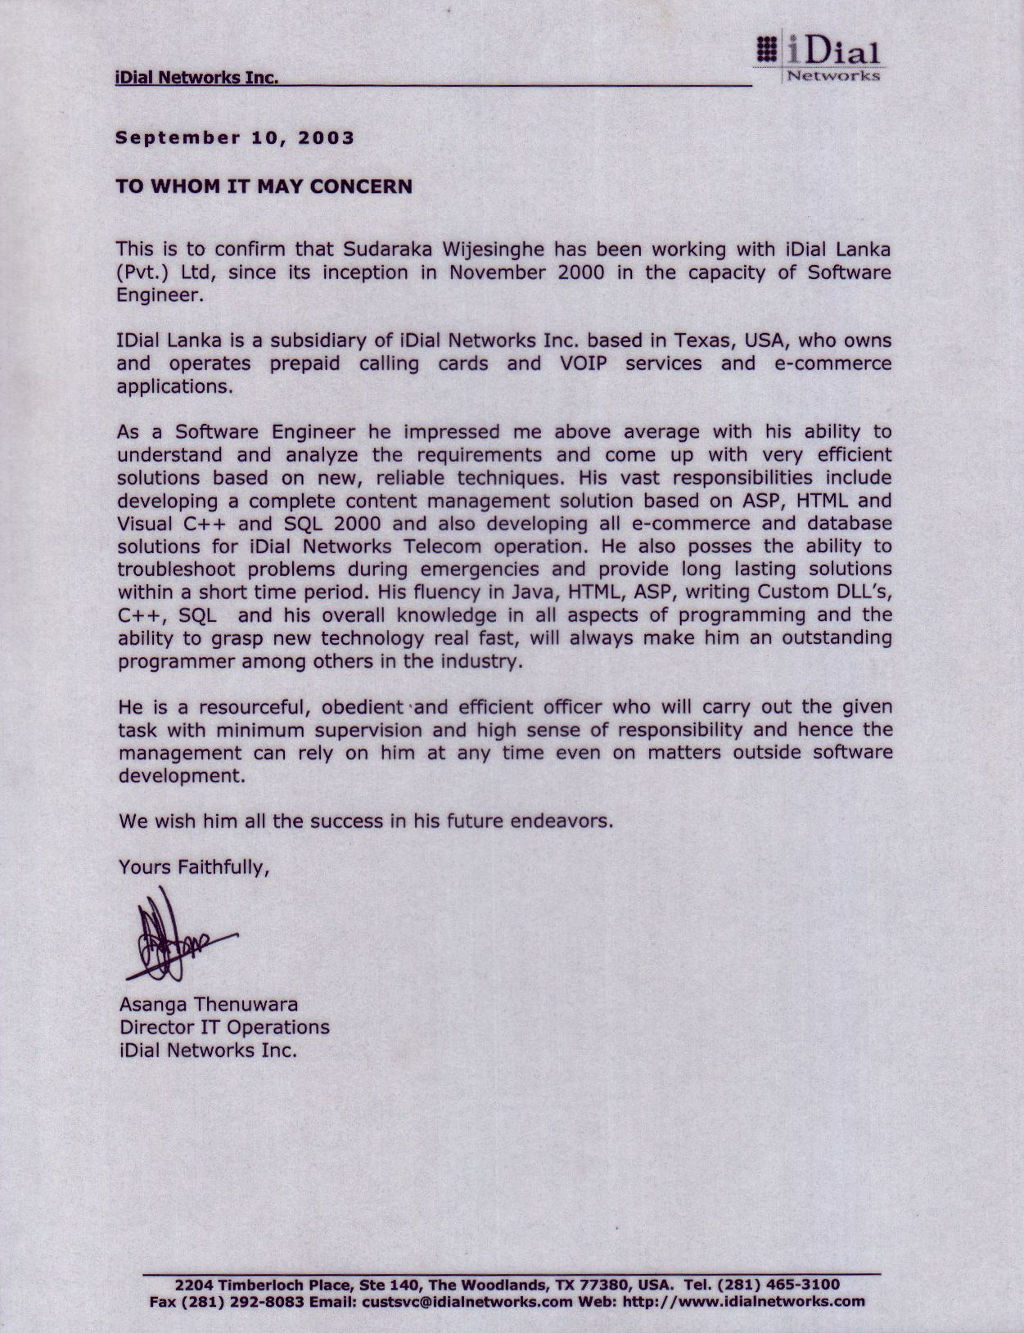 iDial Networks Inc.
iDial
Networks
September 10, 2003
TO WHOM IT MAY CONCERN
This is to confirm that Sudaraka Wijesinghe has been working with iDial Lanka
(Pvt.) Ltd, since its inception in November 2000 in the capacity of Software
Engineer.
IDial Lanka is a subsidiary of iDial Networks Inc. based in Texas, USA, who owns
and operates prepaid calling cards and VOIP services and e-commerce
applications.
As a Software Engineer he impressed me above average with his ability to
understand and analyze the requirements and come up with very efficient
solutions based on new, reliable techniques. His vast responsibilities include
developing a complete content management solution based on ASP, HTML and
Visual C++ and SQL 2000 and also developing all e-commerce and database
solutions for iDial Networks Telecom operation. He also posses the ability to
troubleshoot problems during emergencies and provide long lasting solutions
within a short time period. His fluency in Java, HTML, ASP, writing Custom DLL's,
C++, SQL and his overall knowledge in all aspects of programming and the
ability to grasp new technology real fast, will always make him an outstanding
programmer among others in the industry.
He is a resourceful, obedient and efficient officer who will carry out the given
task with minimum supervision and high sense of responsibility and hence the
management can rely on him at any time even on matters outside software
development.
We wish him all the success in his future endeavors.
Yours Faithfully,
Asanga Thenuwara
Director IT Operations
iDial Networks Inc.
2204 Timberloch Place, Ste 140, The Woodlands, TX 77380, USA. Tel. (281) 465-3100
Fax (281) 292-8083 Email: custsvc@idialnetworks.com Web: http://www.idialnetworks.com